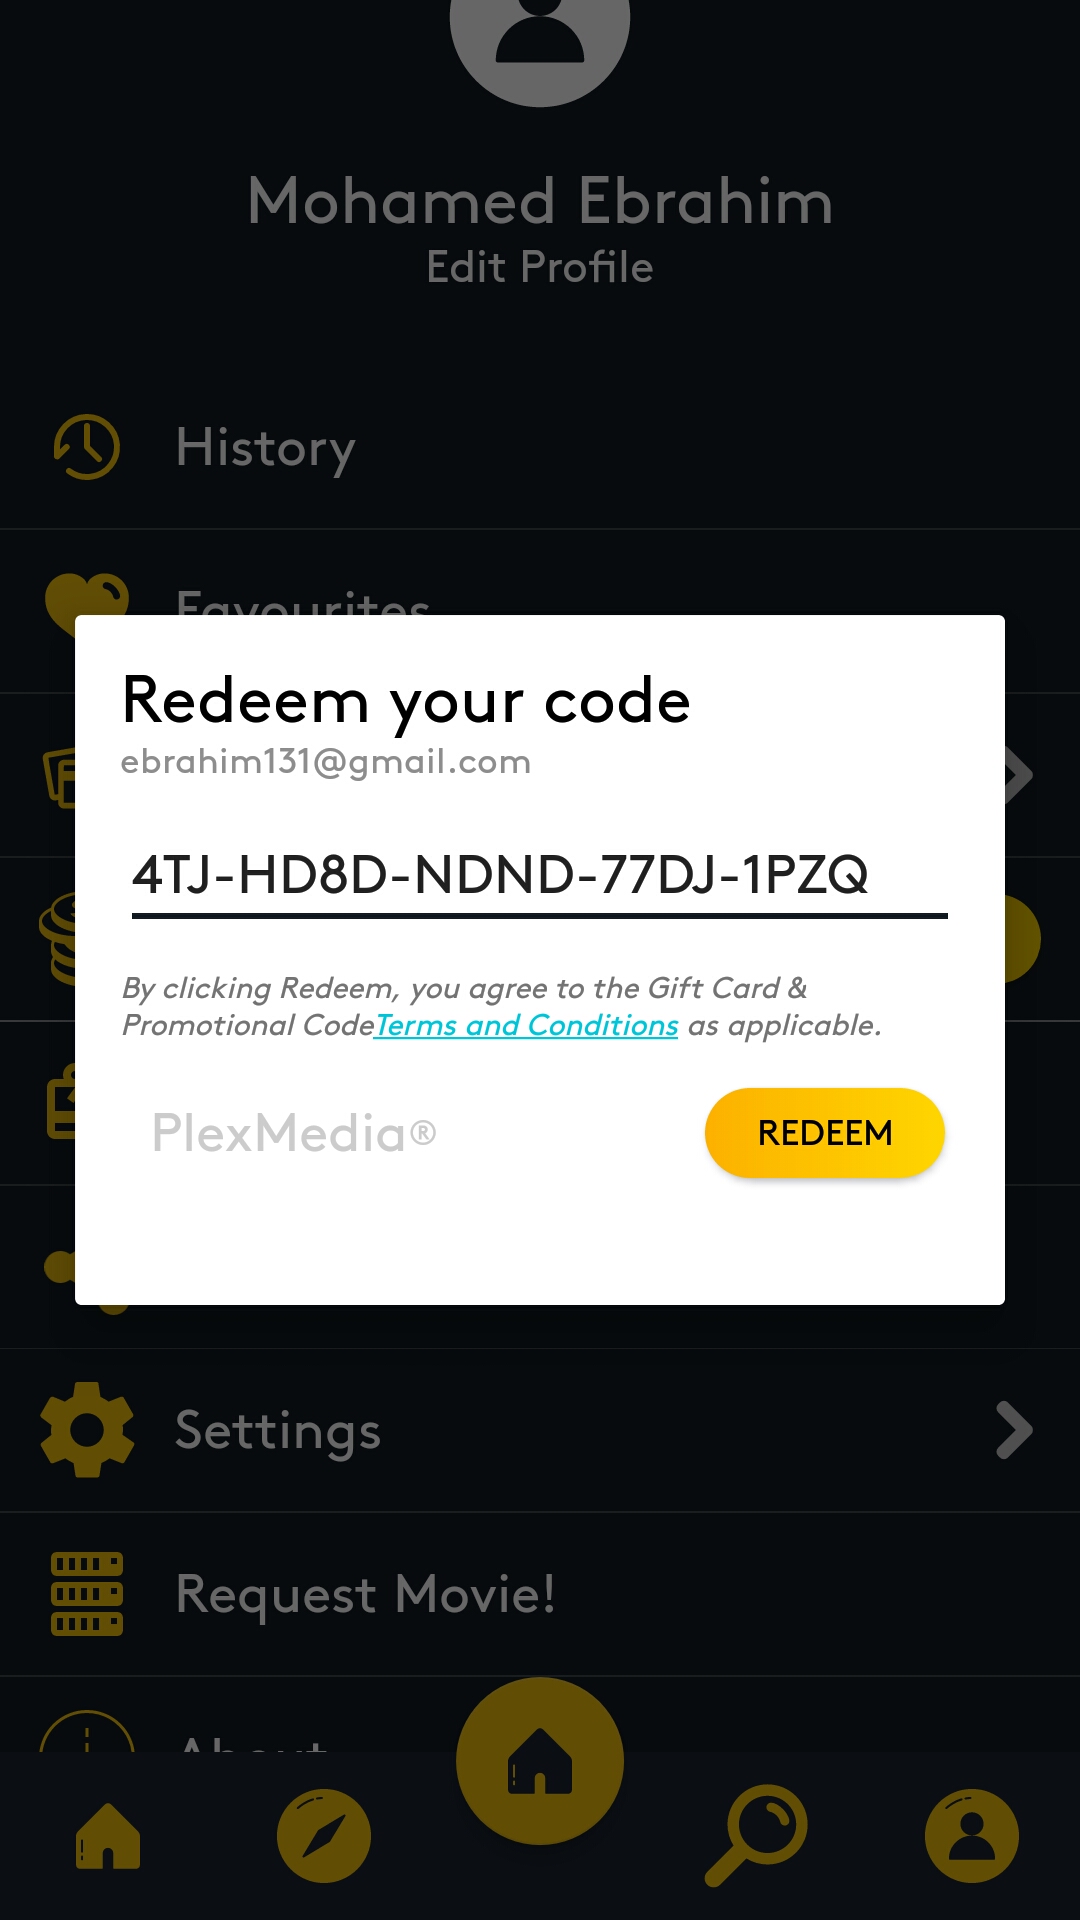 Mohamed Ebrahim
Edit Profile
History
Favourites
Redeem your code
ebrahim131@gmail.com
4TJ-HD8D-NDND-77DJ-1PZQ
By clicking Redeem, you agree to the Gift Card &
Promotional CodeTerms and Conditions as applicable.
PlexMedia®
REDEEM
Settings
Request Movie!
About